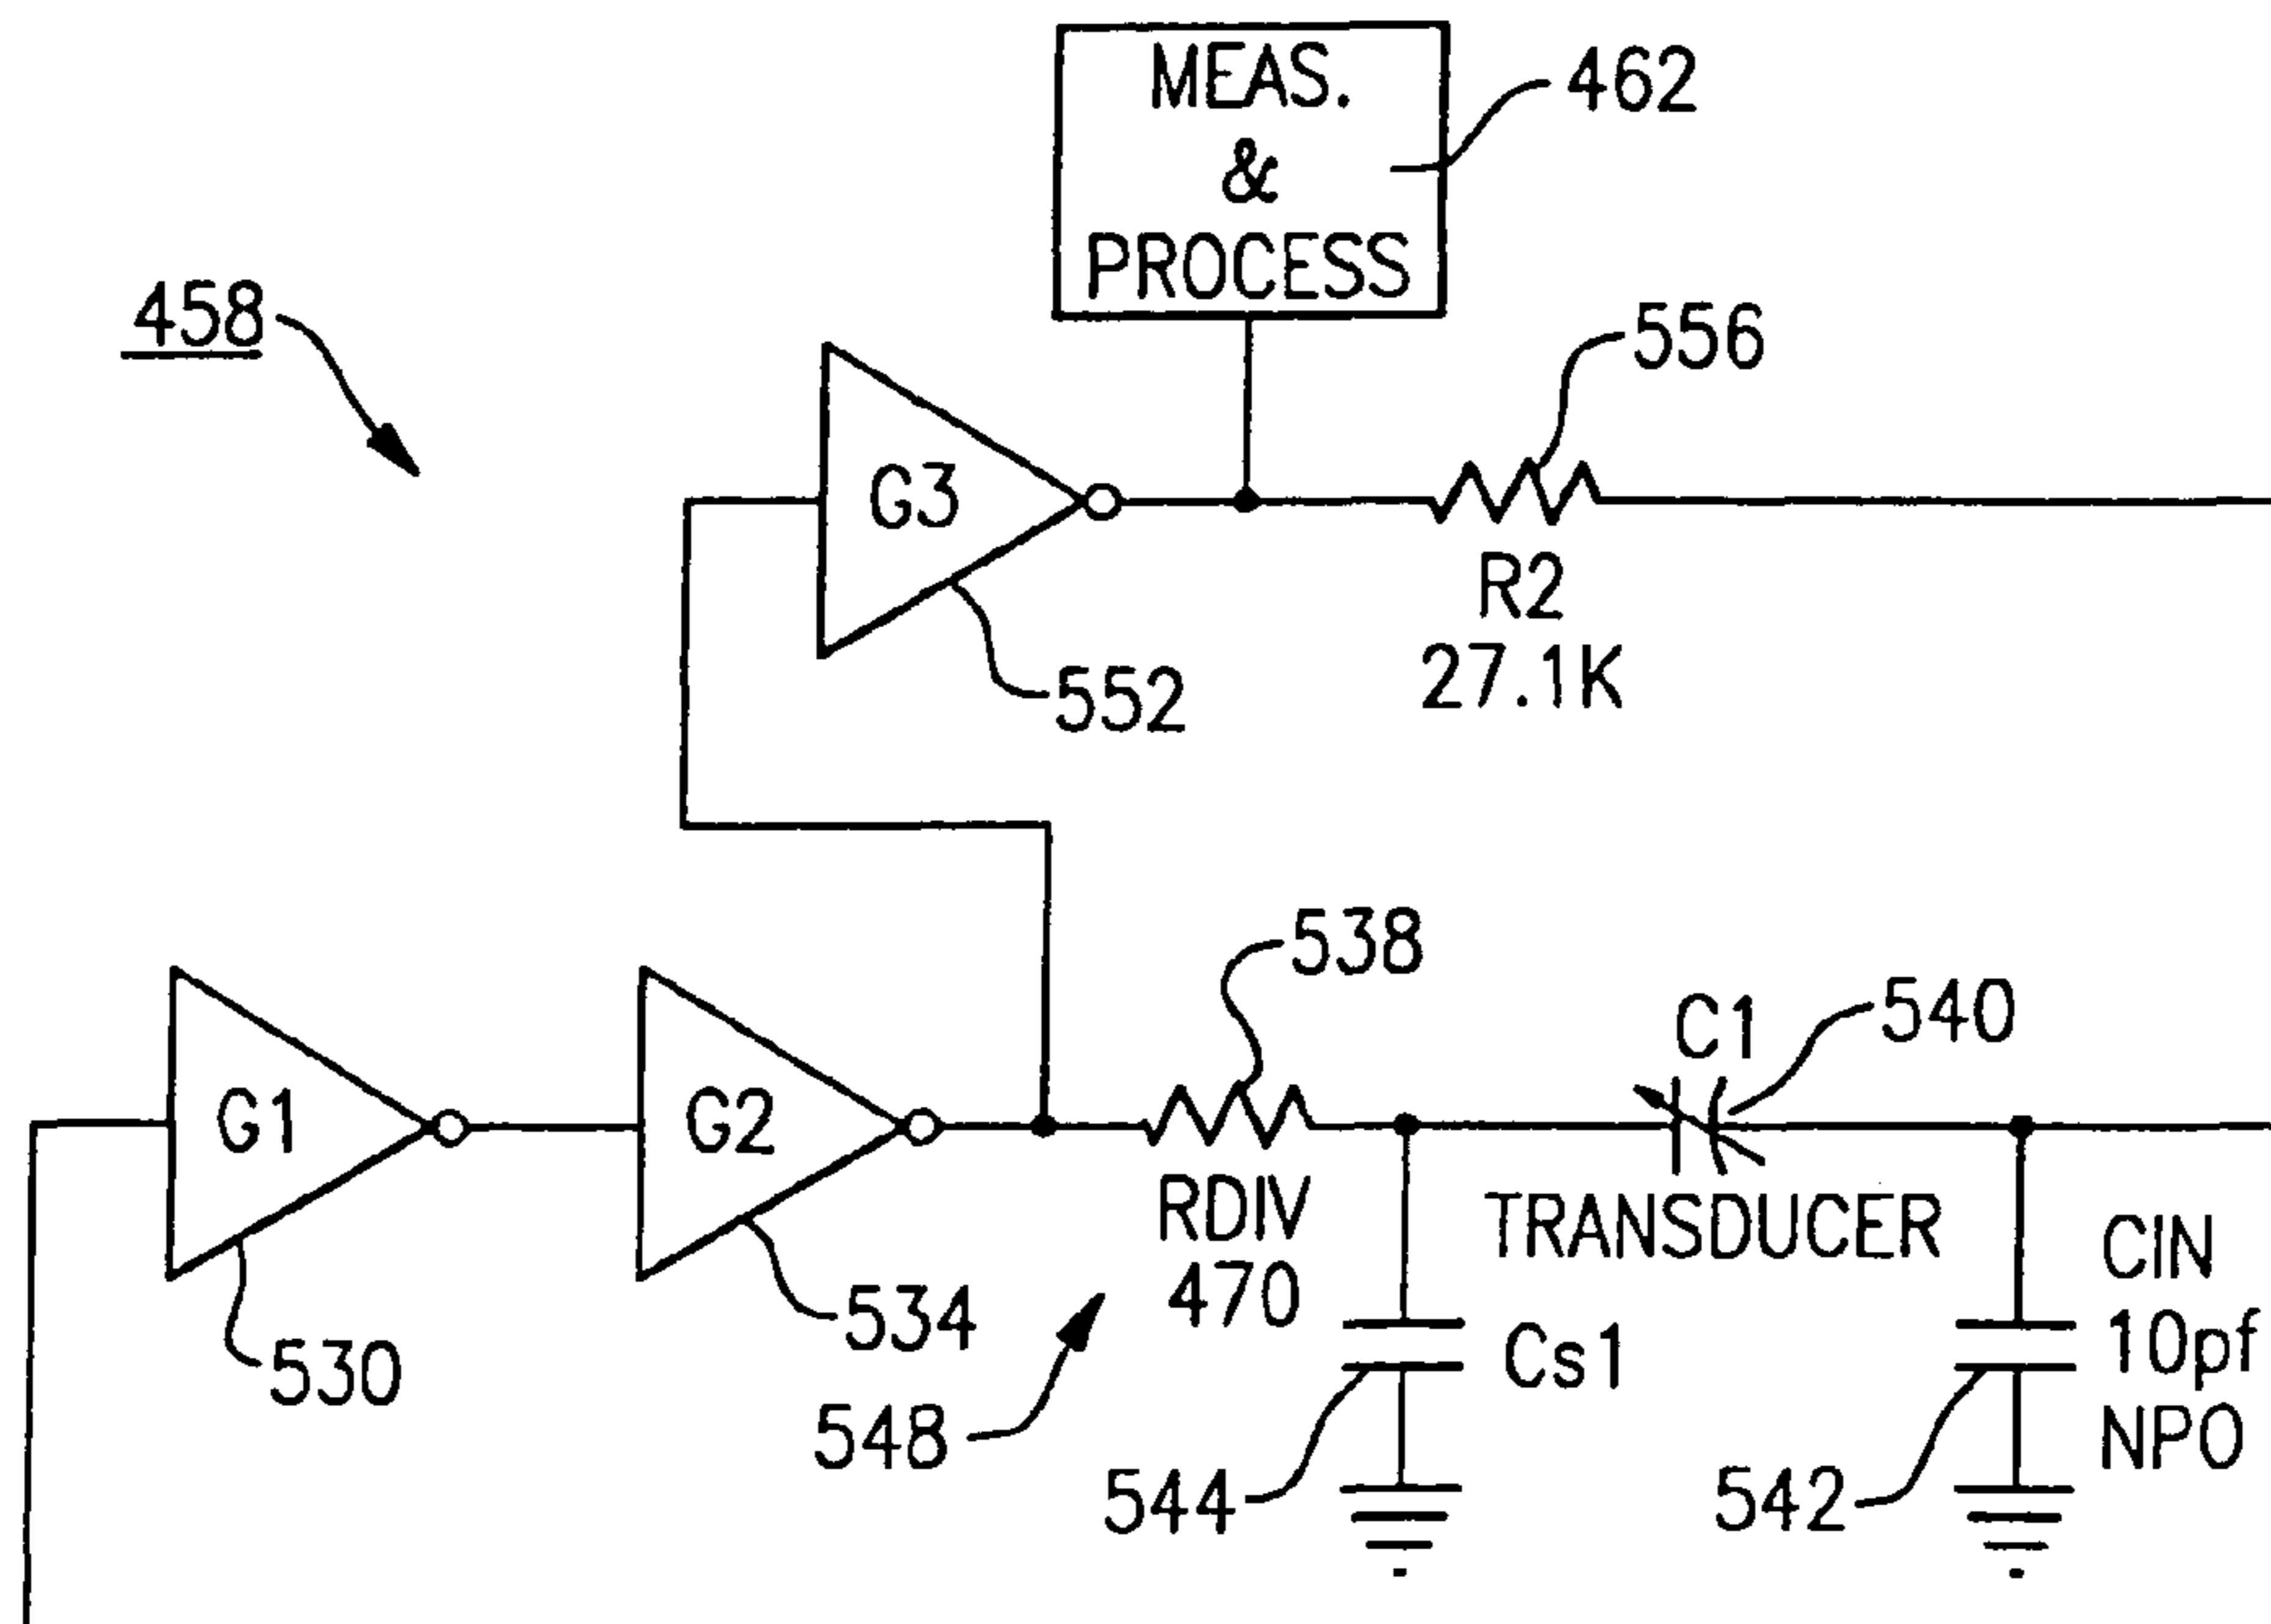 MEAS.
&
PROCESS
462
458
556
G3
R2
27.1K
552
538
C1
540
G1
G2
RDIV
470
TRANSDUCER
CIN
10pf
NPO
534
530
Cs1
548
544
542